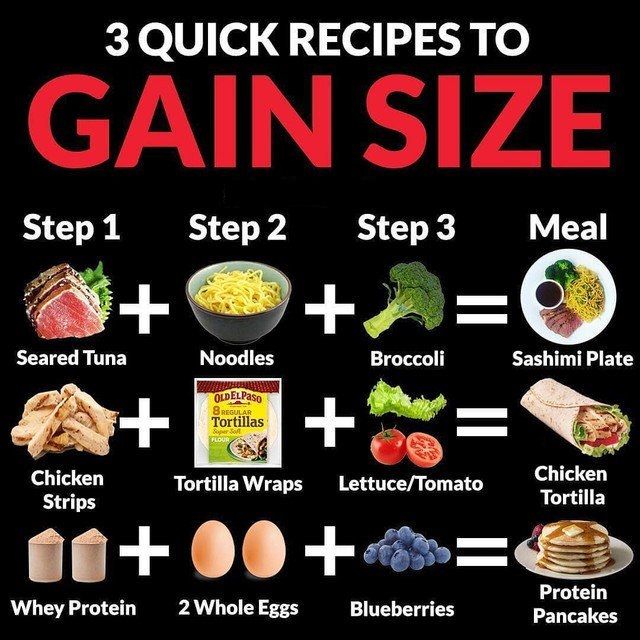 3 QUICK RECIPES TO
GAIN SIZE
Step 1
Step 2
Step 3
Meal
Seared Tuna
Noodles
Broccoli
Sashimi Plate
OLD EL PASO
8 REGULAR
Tortillas
Super Soft
FLOUR
Chicken
Strips
Tortilla Wraps
Lettuce/Tomato
Chicken
Tortilla
Whey Protein
2 Whole Eggs
Blueberries
Protein
Pancakes